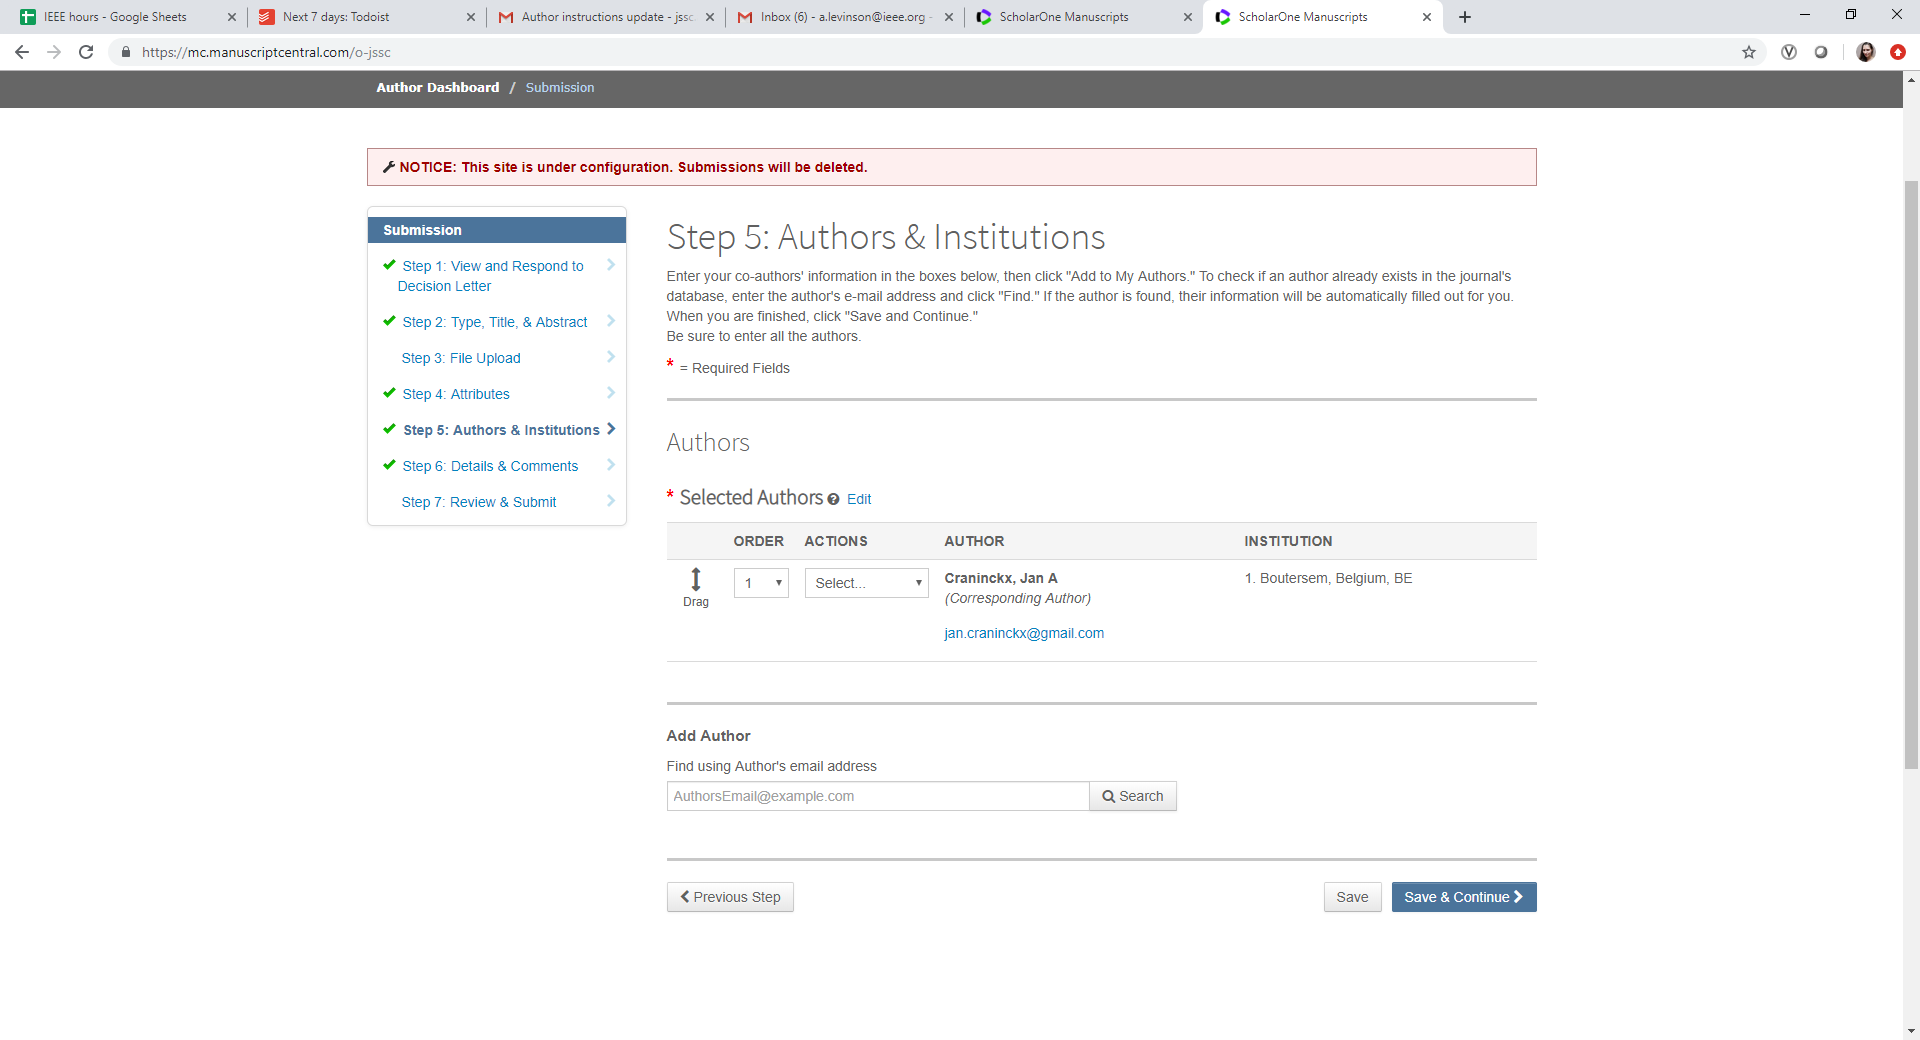 IEEE hours - Google Sheets
Next 7 days: Todoist
Author instructions update - jssc
Inbox (6) - a.levinson@ieee.org -
ScholarOne Manuscripts
ScholarOne Manuscripts
https://mc.manuscriptcentral.com/o-jssc
Author Dashboard / Submission
NOTICE: This site is under configuration. Submissions will be deleted.
Submission
Step 1: View and Respond to
Decision Letter
Step 2: Type, Title, & Abstract
Step 3: File Upload
Step 4: Attributes
Step 5: Authors & Institutions
Step 6: Details & Comments
Step 7: Review & Submit
Step 5: Authors & Institutions
Enter your co-authors' information in the boxes below, then click "Add to My Authors." To check if an author already exists in the journal's
database, enter the author's e-mail address and click "Find." If the author is found, their information will be automatically filled out for you.
When you are finished, click "Save and Continue."
Be sure to enter all the authors.
* = Required Fields
Authors
* Selected Authors Edit
ORDER ACTIONS AUTHOR INSTITUTION
Drag
1
Select...
Craninckx, Jan A
(Corresponding Author)
jan.craninckx@gmail.com
1. Boutersem, Belgium, BE
Add Author
Find using Author's email address
AuthorsEmail@example.com
Search
Previous Step
Save
Save & Continue